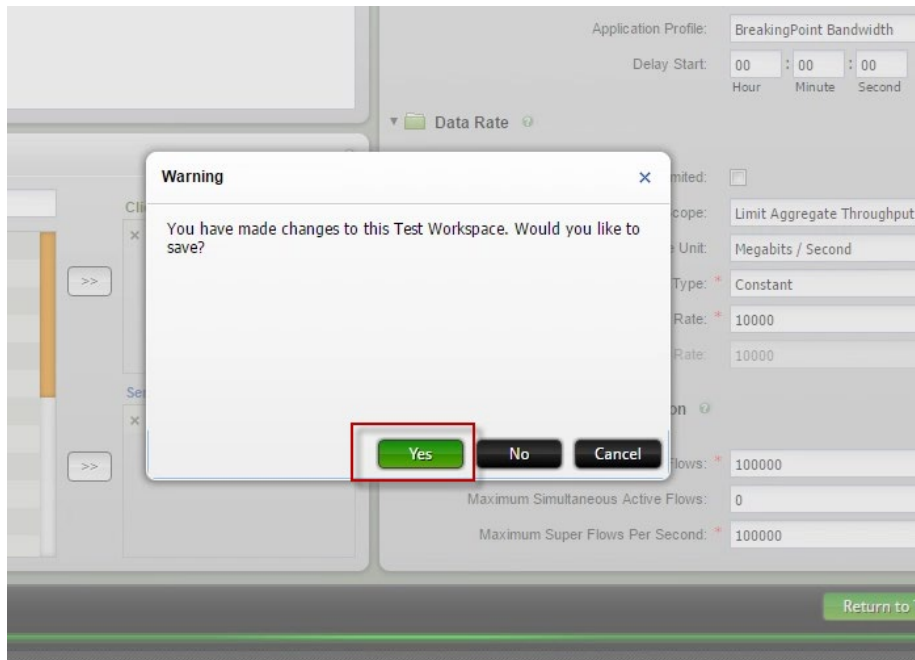 Application Profile: BreakingPoint Bandwidth
Delay Start: 00 : 00 : 00
Hour Minute Second
Data Rate
Warning
×
mited:
Cli
cope: Limit Aggregate Throughput
You have made changes to this Test Workspace. Would you like to
save?
Unit: Megabits / Second
>>
Type: * Constant
Rate: * 10000
Rate: 10000
Ser
on
Yes
No
Cancel
>>
Flows: * 100000
Maximum Simultaneous Active Flows: 0
Maximum Super Flows Per Second: * 100000
Return to